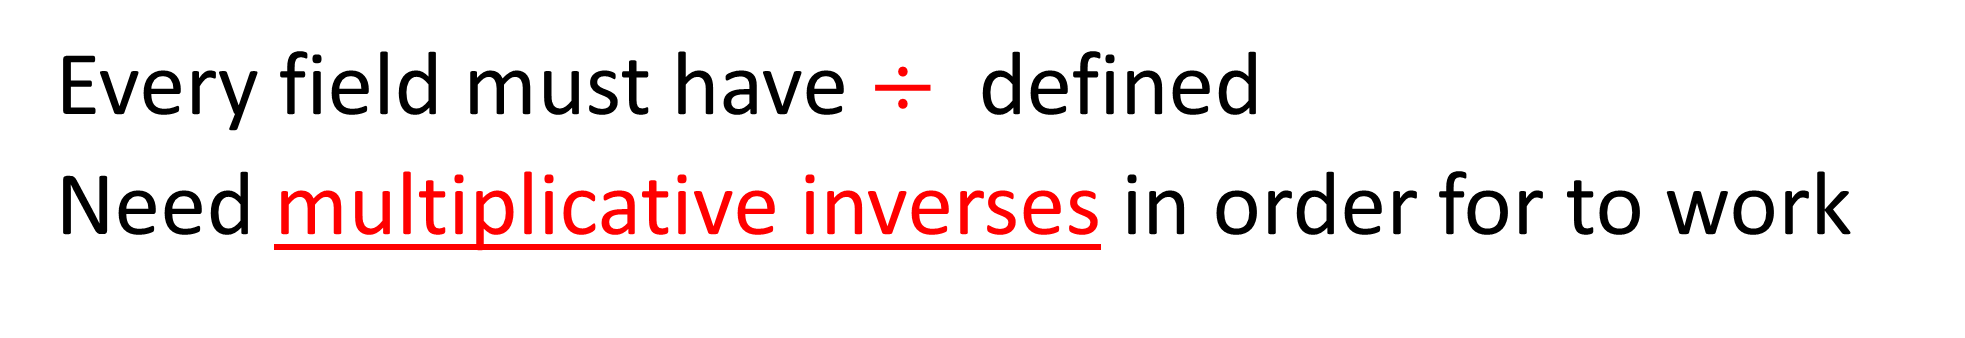 Every field must have ÷ defined
Need multiplicative inverses in order for to work